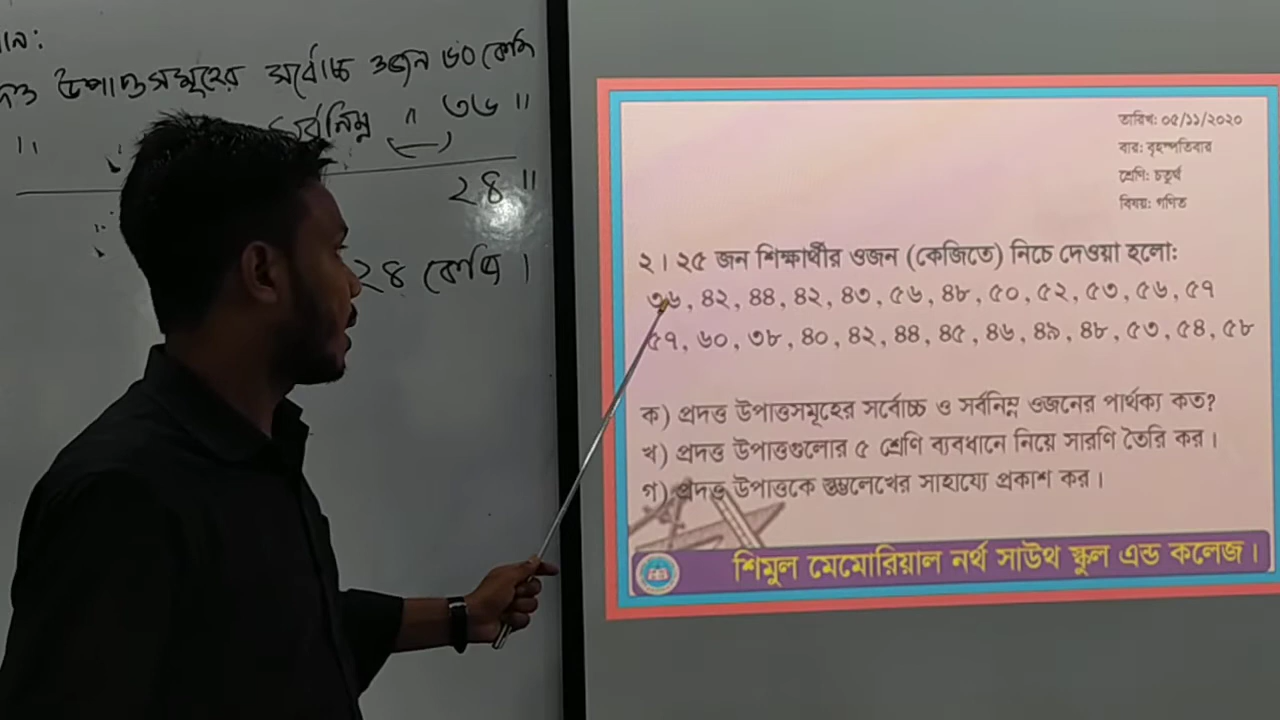 উপাত্তসমূহের সর্বোচ্চ ওজন ৬০ কেজি
" সর্বনিম্ন " ৩৬ "
(—)
২৪ "
২৪ কেজি।
তারিখ: ০৫/১১/২০২০
বার: বৃহস্পতিবার
শ্রেণি: চতুর্থ
বিষয়: গণিত
২। ২৫ জন শিক্ষার্থীর ওজন (কেজিতে) নিচে দেওয়া হলো:
৩৬, ৪২, ৪৪, ৪২, ৪৩, ৫৬, ৪৮, ৫০, ৫২, ৫৩, ৫৬, ৫৭
৫৭, ৬০, ৩৮, ৪০, ৪২, ৪৪, ৪৫, ৪৬, ৪৯, ৪৮, ৫৩, ৫৪, ৫৮
ক) প্রদত্ত উপাত্তসমূহের সর্বোচ্চ ও সর্বনিম্ন ওজনের পার্থক্য কত?
খ) প্রদত্ত উপাত্তগুলোর ৫ শ্রেণি ব্যবধানে নিয়ে সারণি তৈরি কর।
গ) প্রদত্ত উপাত্তকে স্তম্ভলেখের সাহায্যে প্রকাশ কর।
শিমুল মেমোরিয়াল নর্থ সাউথ স্কুল এন্ড কলেজ।